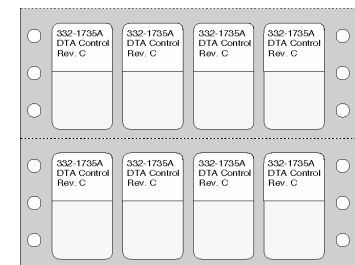 332-1735A 332-1735A 332-1735A 332-1735A
DTA Control DTA Control DTA Control DTA Control
Rev. C Rev. C Rev. C Rev. C
332-1735A 332-1735A 332-1735A 332-1735A
DTA Control DTA Control DTA Control DTA Control
Rev. C Rev. C Rev. C Rev. C